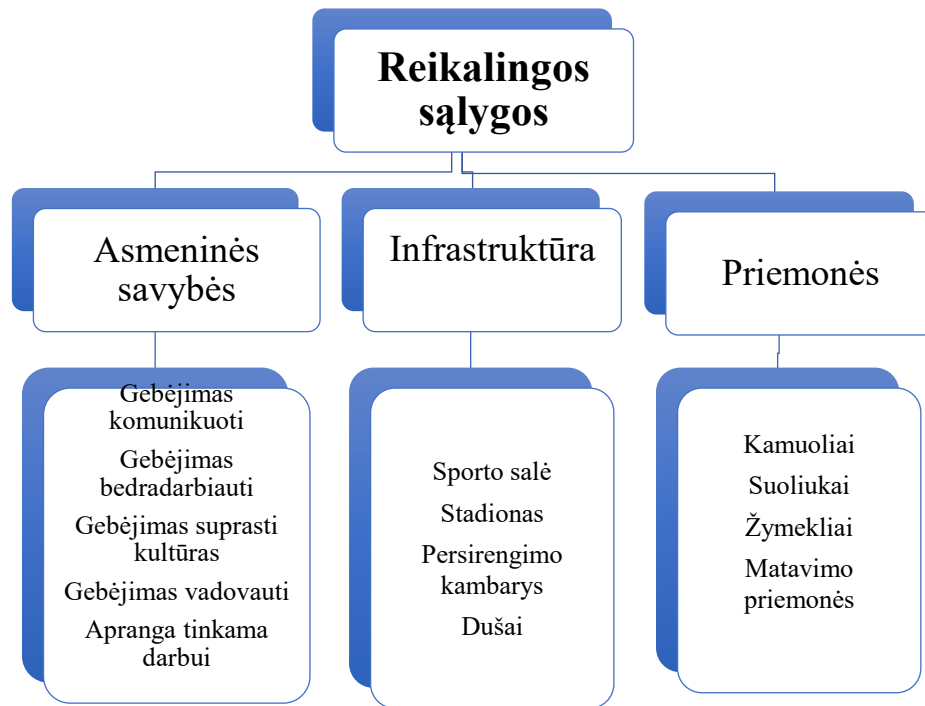 Reikalingos
sąlygos
Asmeninės
savybės
Infrastruktūra
Priemonės
Gebėjimas
komunikuoti
Gebėjimas
bedradarbiauti
Gebėjimas suprasti
kultūras
Gebėjimas vadovauti
Apranga tinkama
darbui
Sporto salė
Stadionas
Persirengimo
kambarys
Dušai
Kamuoliai
Suoliukai
Žymekliai
Matavimo
priemonės